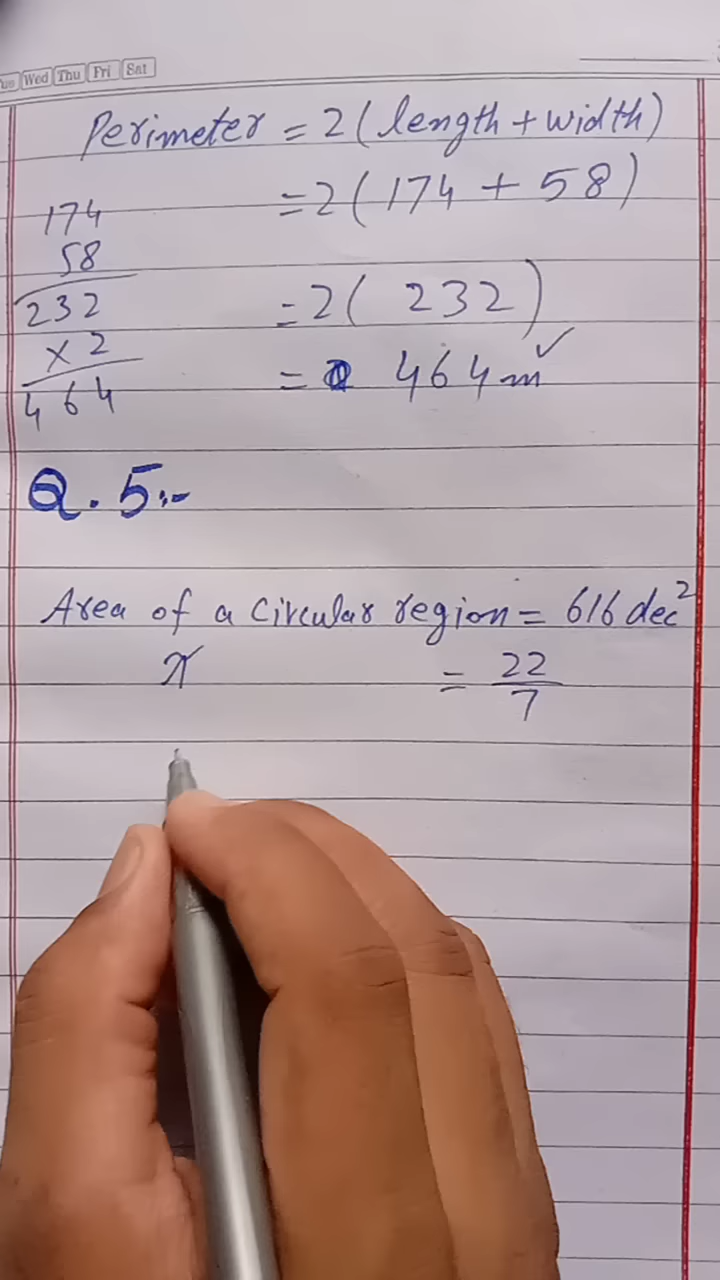 Tue Wed Thu Fri Sat
Perimeter = 2 (length + width)
= 2 (174 + 58)
174
58
232
× 2
464
= 2 ( 232 )
= 464 m ✓
Q. 5:-
Area of a Circular region = 616 dec²
π = 22/7